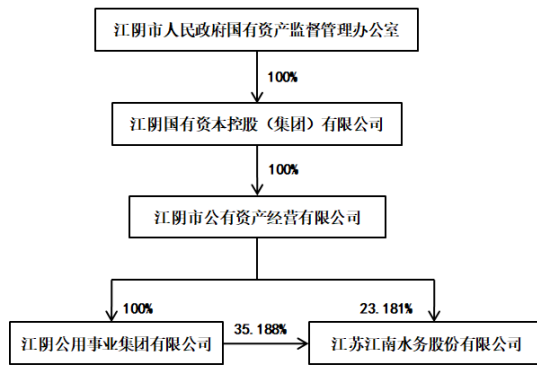 江阴市人民政府国有资产监督管理办公室
100%
江阴国有资本控股（集团）有限公司
100%
江阴市公有资产经营有限公司
100%
23.181%
江阴公用事业集团有限公司
35.188%
江苏江南水务股份有限公司